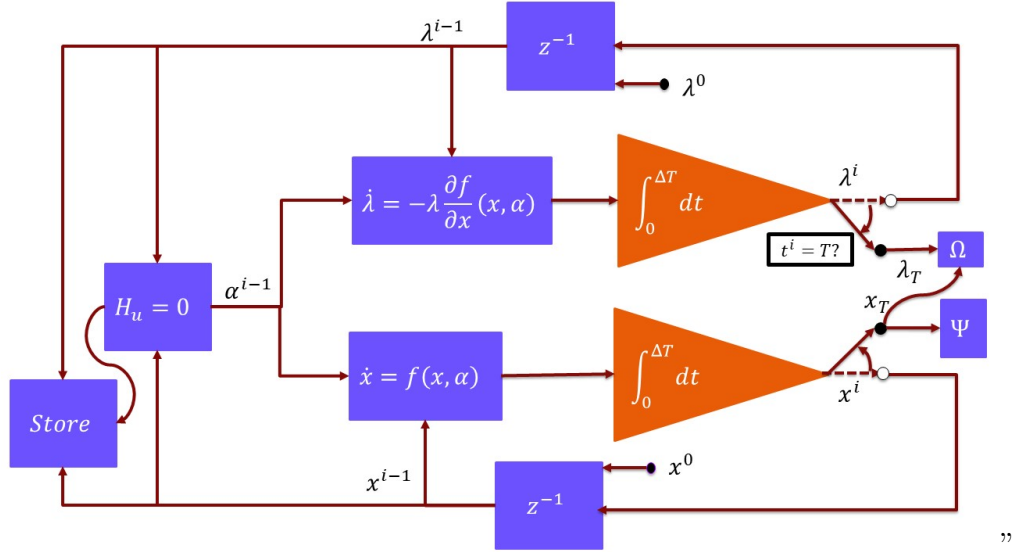 λ^{i−1}
z^{−1}
λ^0
λ̇ = −λ ∂f/∂x (x, α)
∫_0^{ΔT} dt
λ^i
t^i = T?
λ_T
Ω
α^{i−1}
H_u = 0
x_T
Ψ
ẋ = f(x, α)
∫_0^{ΔT} dt
x^i
Store
x^{i−1}
z^{−1}
x^0
”